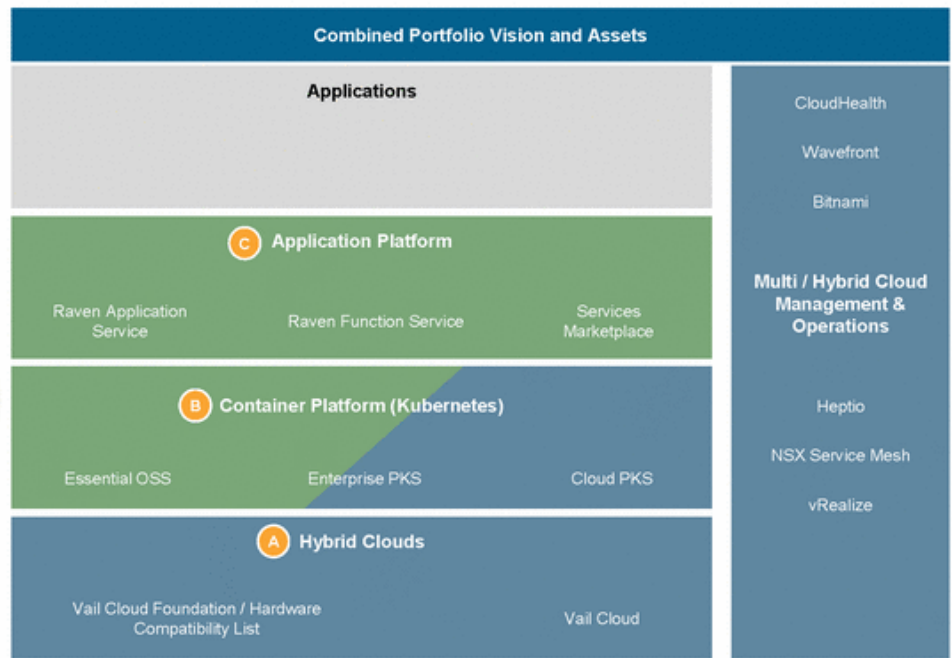 Combined Portfolio Vision and Assets
Applications
C
Application Platform
Raven Application
Service
Raven Function Service
Services
Marketplace
B
Container Platform (Kubernetes)
Essential OSS
Enterprise PKS
Cloud PKS
A
Hybrid Clouds
Vail Cloud Foundation / Hardware
Compatibility List
Vail Cloud
CloudHealth
Wavefront
Bitnami
Multi / Hybrid Cloud
Management &
Operations
Heptio
NSX Service Mesh
vRealize